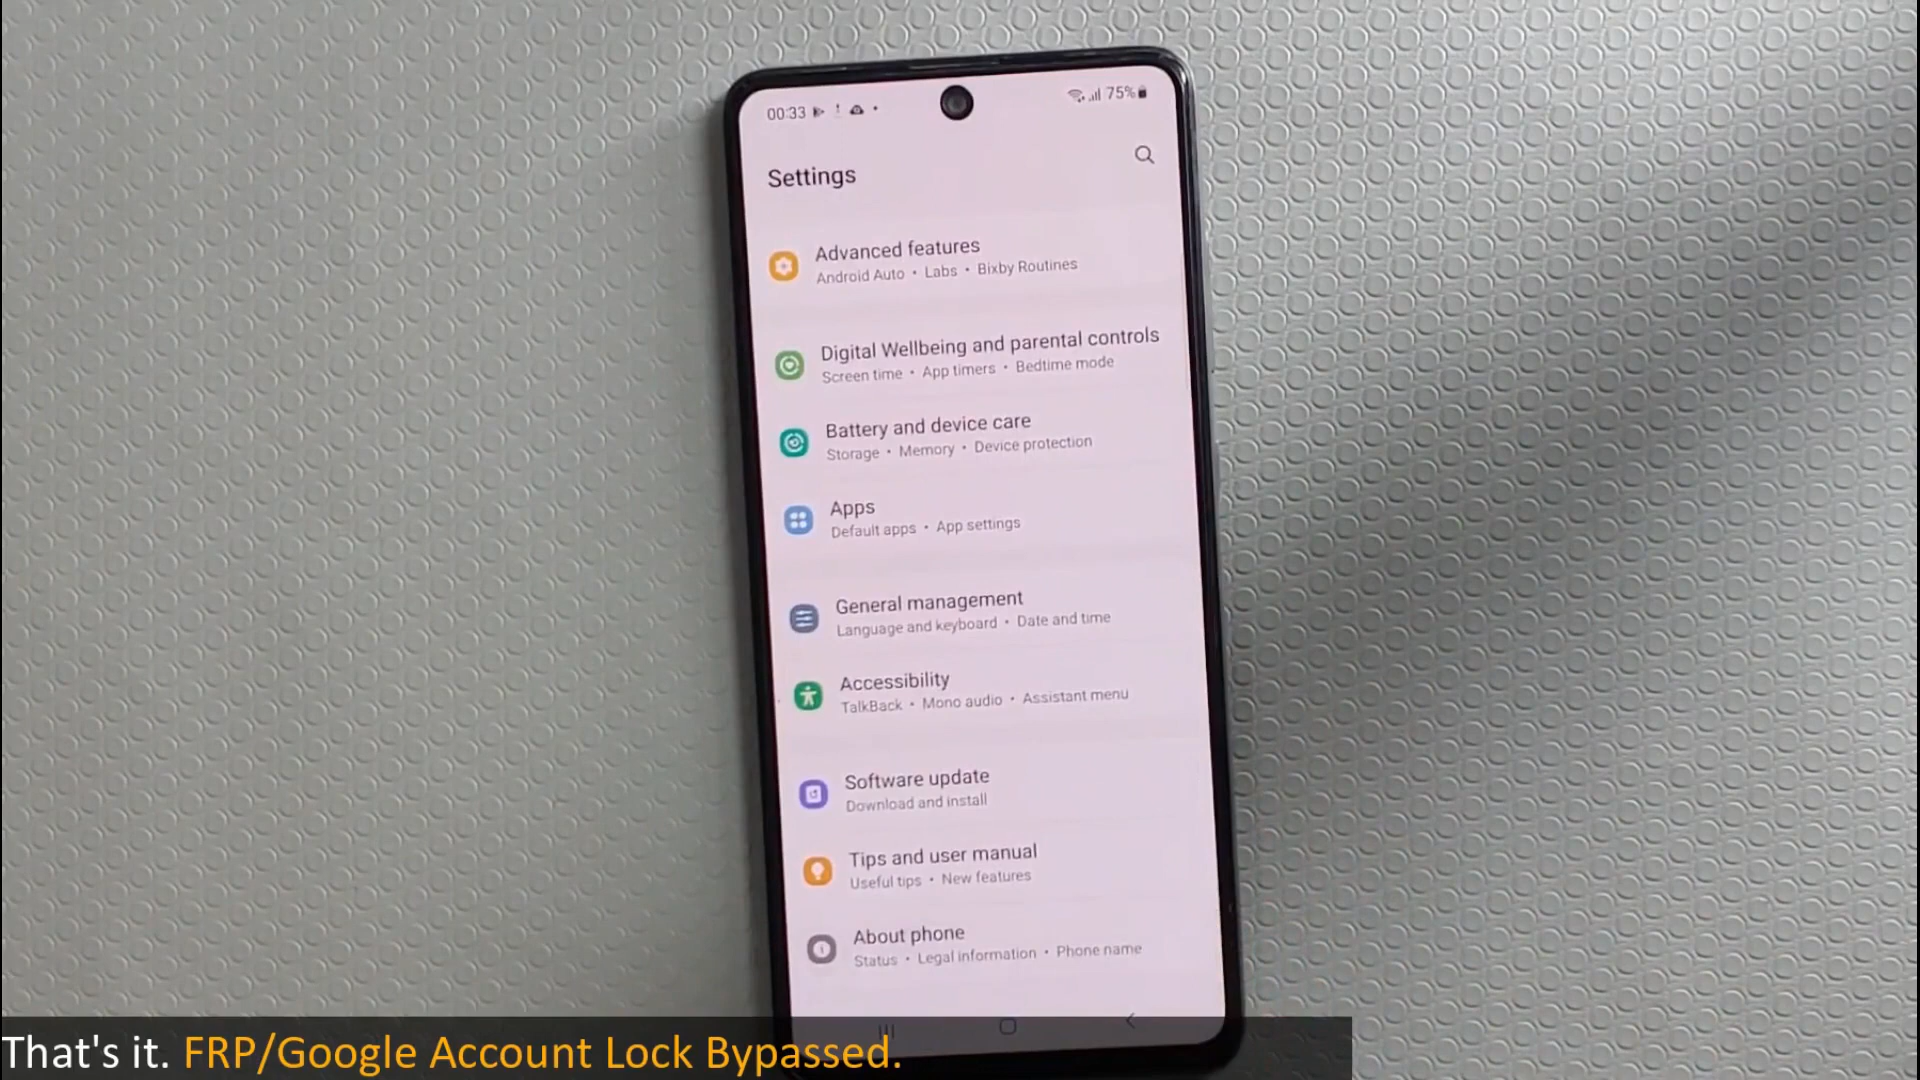 00:33
75%
Settings
Advanced features
Android Auto • Labs • Bixby Routines
Digital Wellbeing and parental controls
Screen time • App timers • Bedtime mode
Battery and device care
Storage • Memory • Device protection
Apps
Default apps • App settings
General management
Language and keyboard • Date and time
Accessibility
TalkBack • Mono audio • Assistant menu
Software update
Download and install
Tips and user manual
Useful tips • New features
About phone
Status • Legal information • Phone name
That's it. FRP/Google Account Lock Bypassed.